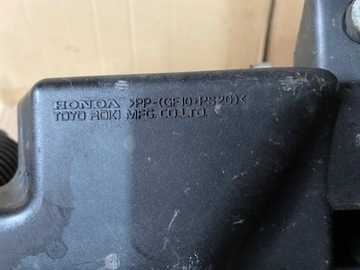 HONDA >PP-(GF10+PS20)<
TOYO ROKI MFG.CO.LTD.